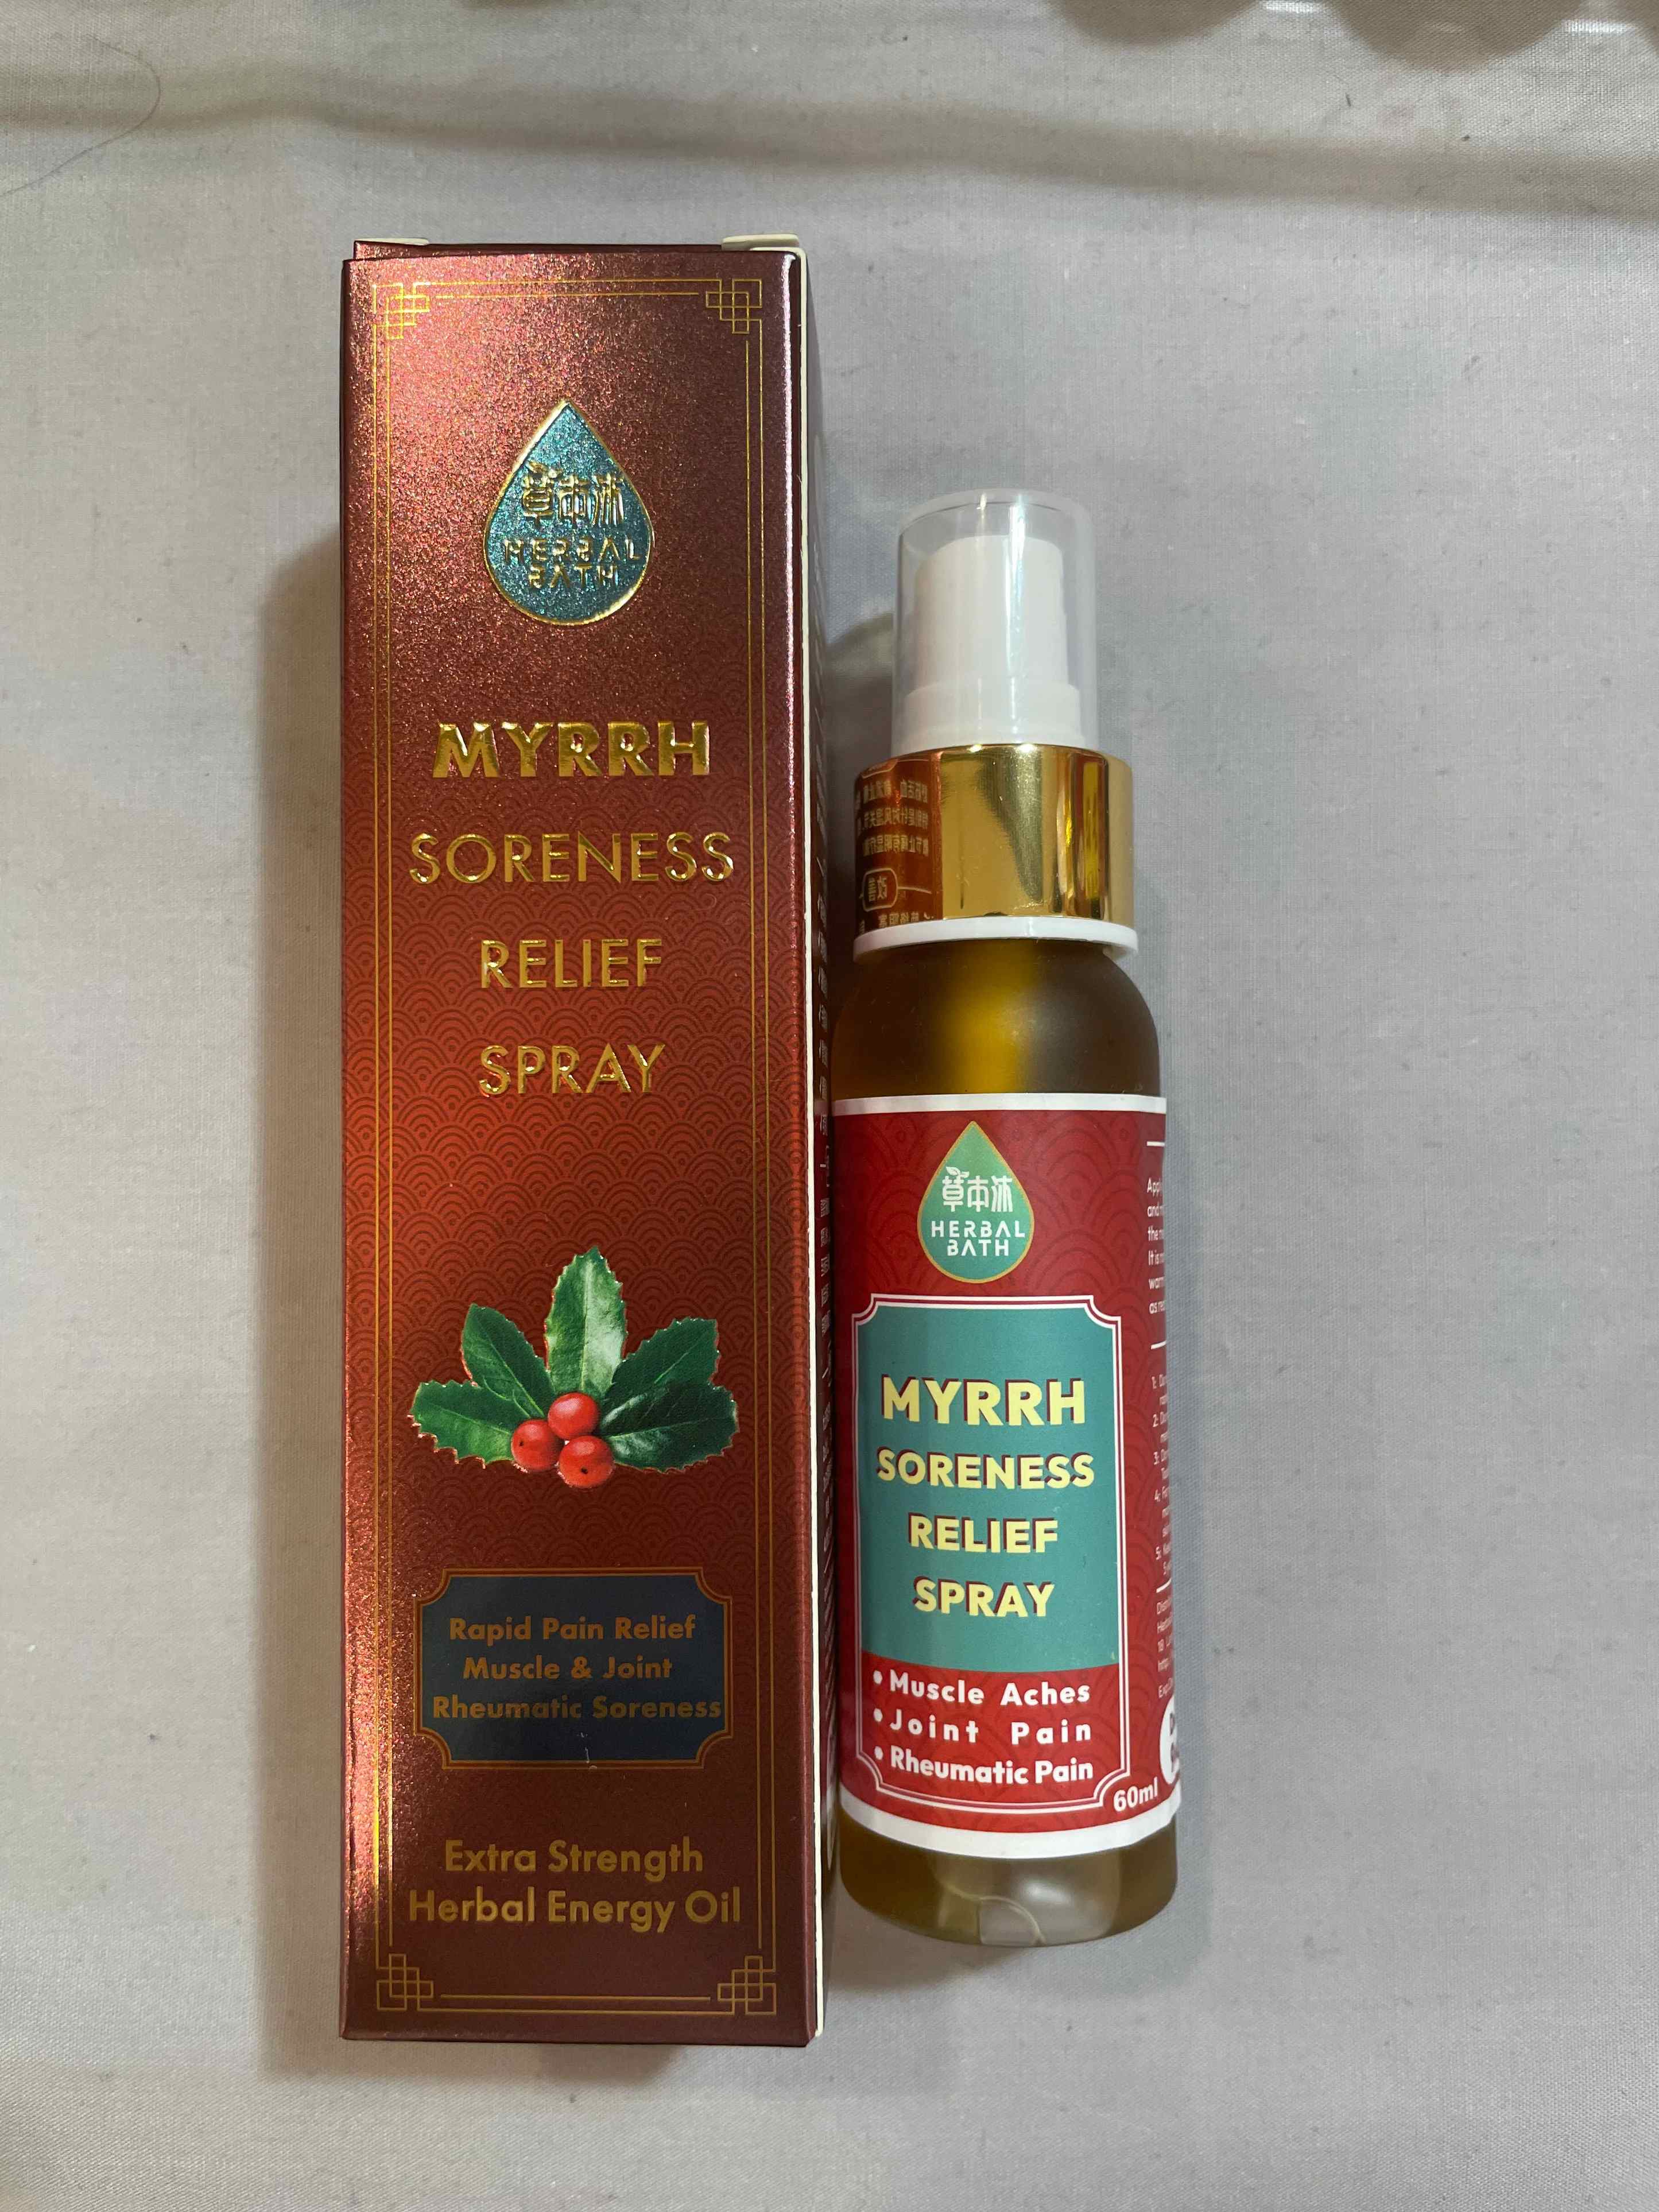 草本沐
HERBAL
BATH
MYRRH
SORENESS
RELIEF
SPRAY
Rapid Pain Relief
Muscle & Joint
Rheumatic Soreness
Extra Strength
Herbal Energy Oil
草本沐
HERBAL
BATH
MYRRH
SORENESS
RELIEF
SPRAY
• Muscle Aches
• Joint Pain
• Rheumatic Pain
60ml